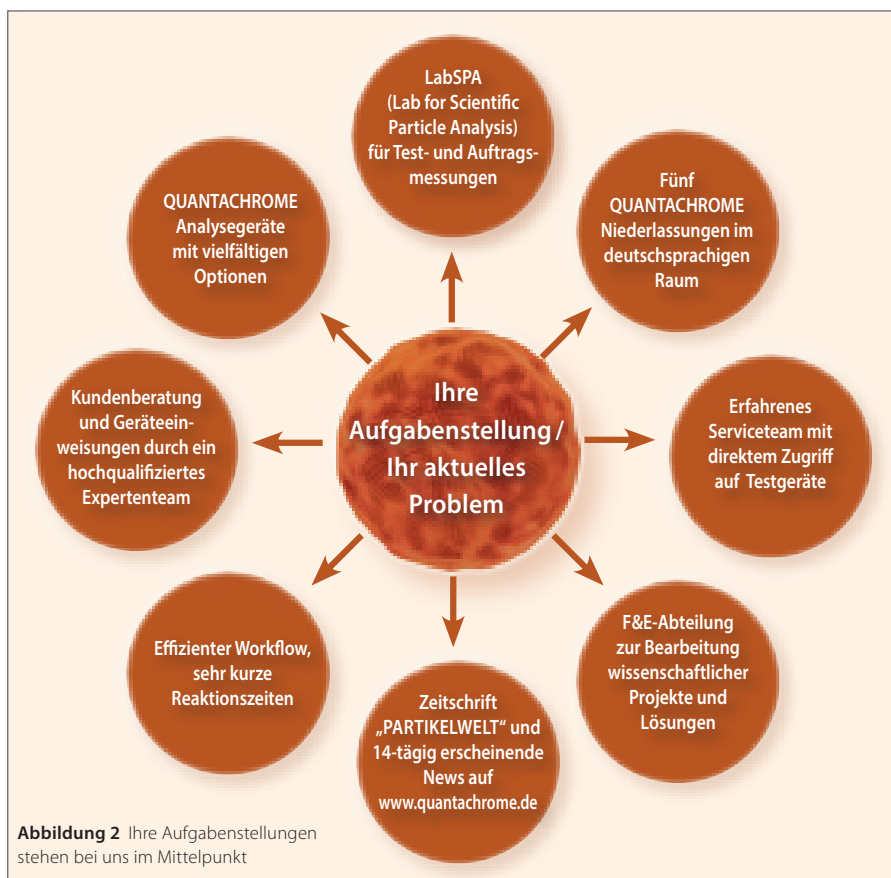 LabSPA
(Lab for Scientific
Particle Analysis)
für Test- und Auftrags-
messungen
Fünf
QUANTACHROME
Niederlassungen im
deutschsprachigen
Raum
Erfahrenes
Serviceteam mit
direktem Zugriff
auf Testgeräte
F&E-Abteilung
zur Bearbeitung
wissenschaftlicher
Projekte und
Lösungen
Zeitschrift
„PARTIKELWELT“ und
14-tägig erscheinende
News auf
www.quantachrome.de
Effizienter Workflow,
sehr kurze
Reaktionszeiten
Kundenberatung
und Geräteein-
weisungen durch ein
hochqualifiziertes
Expertenteam
QUANTACHROME
Analysegeräte
mit vielfältigen
Optionen
Ihre
Aufgabenstellung /
Ihr aktuelles
Problem
Abbildung 2 Ihre Aufgabenstellungen
stehen bei uns im Mittelpunkt